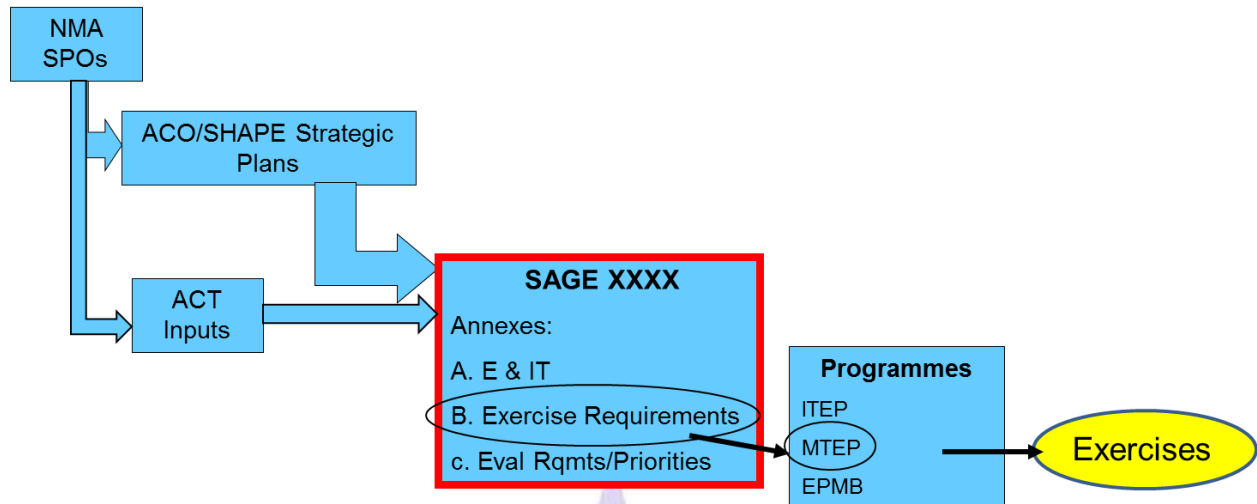 NMA
SPOs
ACO/SHAPE Strategic
Plans
ACT
Inputs
SAGE XXXX
Annexes:
A. E & IT
B. Exercise Requirements
c. Eval Rqmts/Priorities
Programmes
ITEP
MTEP
EPMB
Exercises